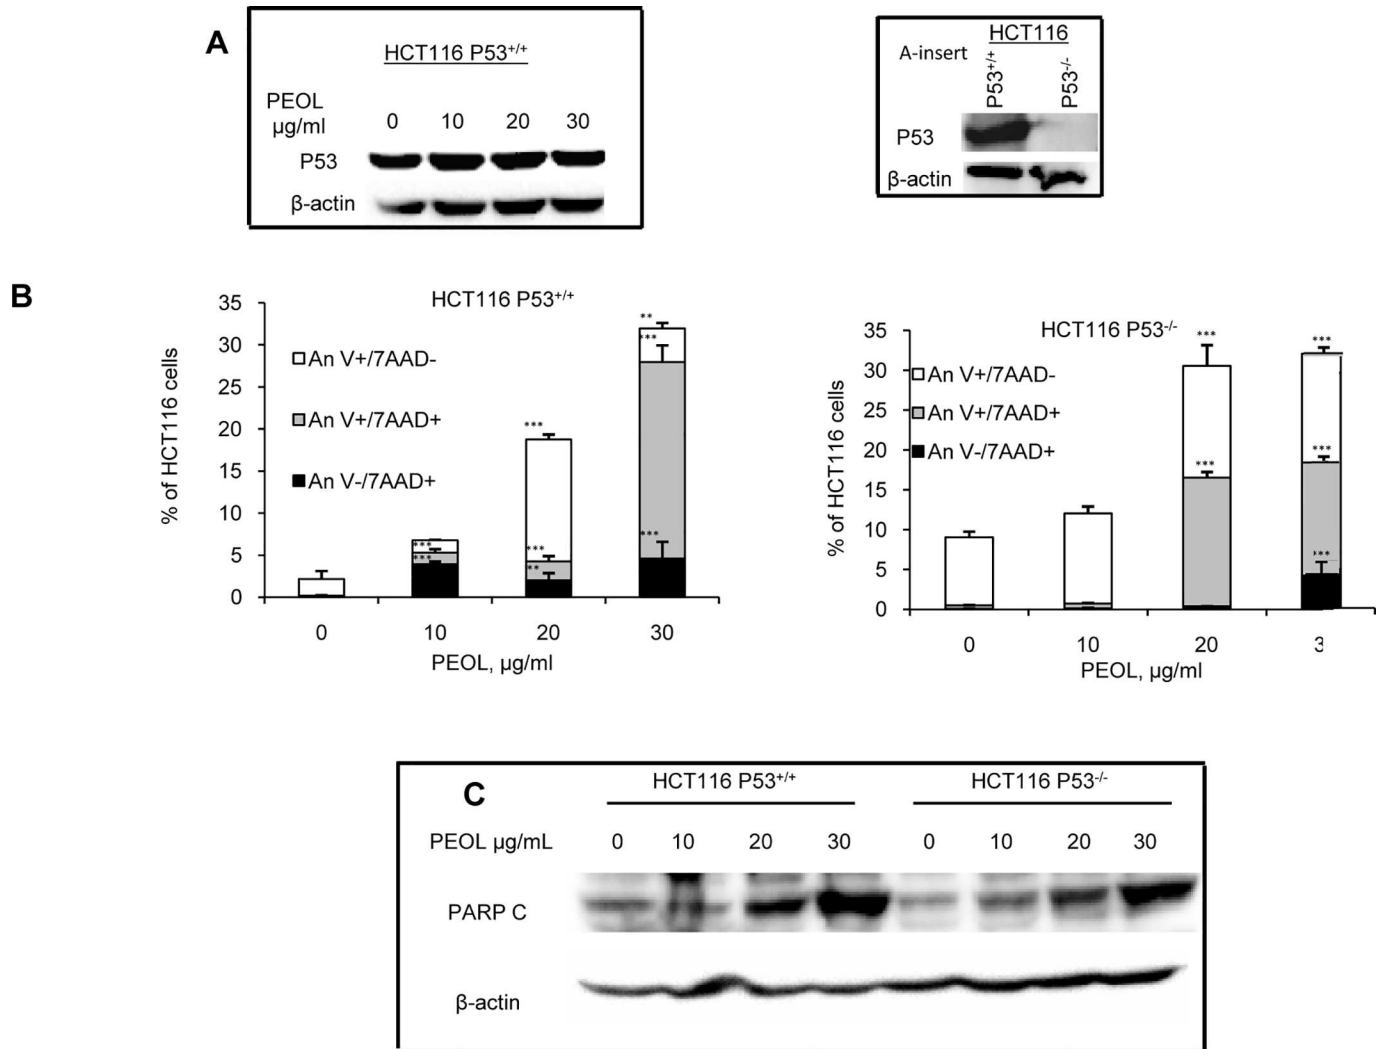 A
HCT116 P53+/+
PEOL
µg/ml
0 10 20 30
P53
β-actin
A-insert
HCT116
P53+/+
P53-/-
P53
β-actin
B
HCT116 P53+/+
% of HCT116 cells
35
30
25
20
15
10
5
0
An V+/7AAD-
An V+/7AAD+
An V-/7AAD+
***
***
***
***
**
**
***
***
0 10 20 30
PEOL, µg/ml
HCT116 P53-/-
% of HCT116 cells
35
30
25
20
15
10
5
0
An V+/7AAD-
An V+/7AAD+
An V-/7AAD+
***
***
***
***
***
0 10 20 3
PEOL, µg/ml
C
HCT116 P53+/+ HCT116 P53-/-
PEOL µg/mL 0 10 20 30 0 10 20 30
PARP C
β-actin